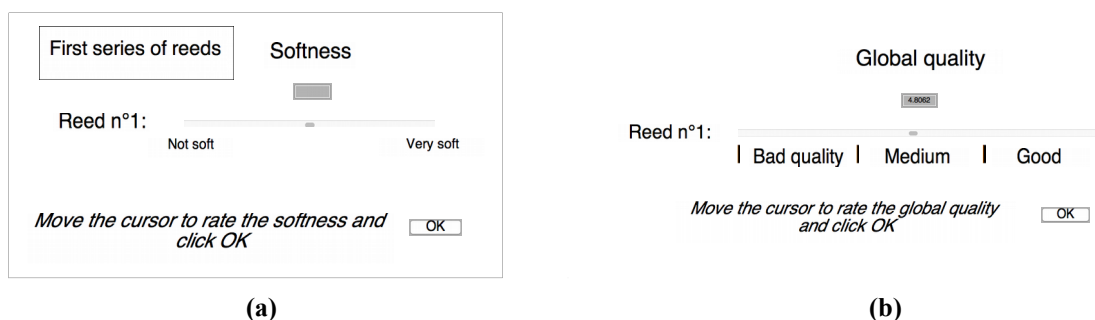 First series of reeds
Softness
Reed n°1:
Not soft
Very soft
Move the cursor to rate the softness and
click OK
OK
(a)
Global quality
4.8062
Reed n°1:
Bad quality
Medium
Good
Move the cursor to rate the global quality
and click OK
OK
(b)